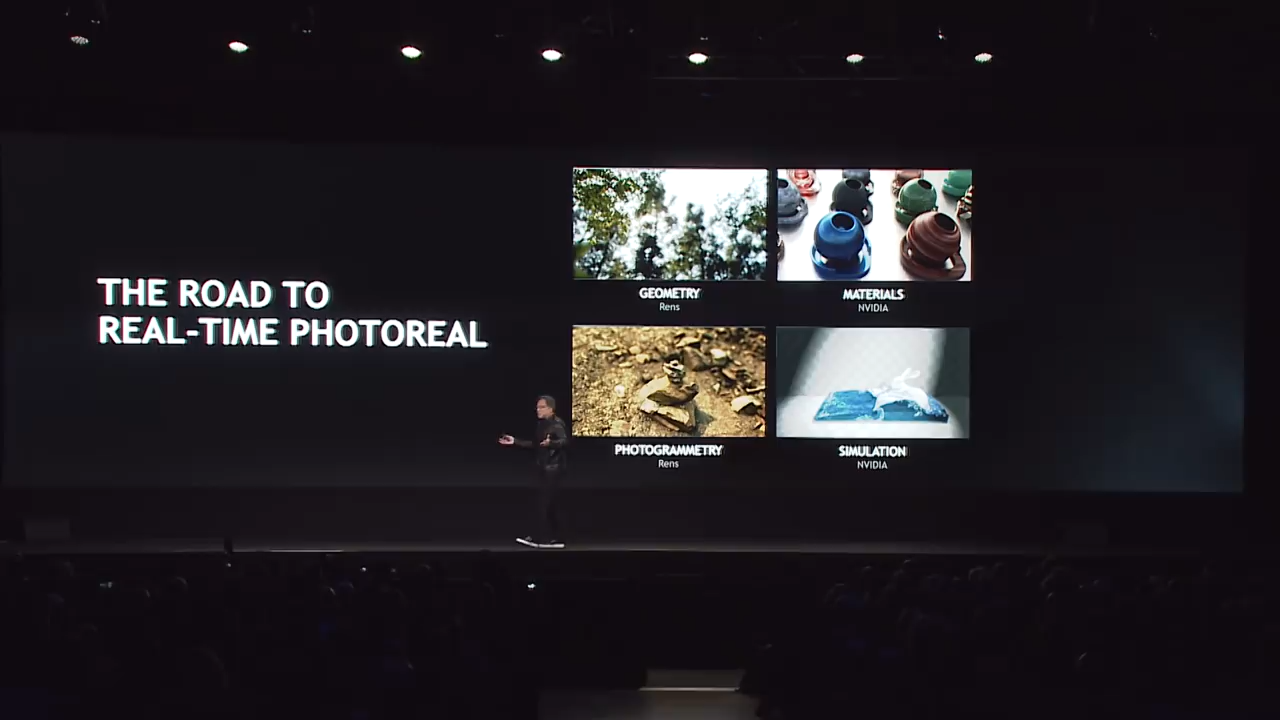 THE ROAD TO
REAL-TIME PHOTOREAL
GEOMETRY
Rens
MATERIALS
NVIDIA
PHOTOGRAMMETRY
Rens
SIMULATION
NVIDIA